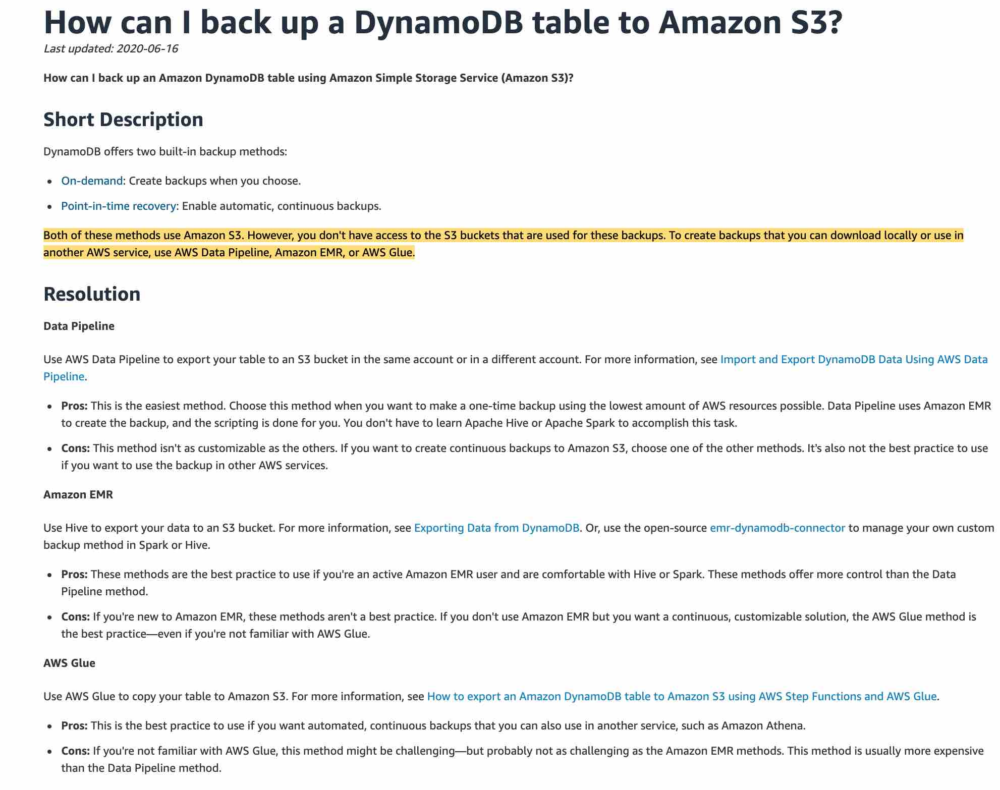 How can I back up a DynamoDB table to Amazon S3?
Last updated: 2020-06-16
How can I back up an Amazon DynamoDB table using Amazon Simple Storage Service (Amazon S3)?
Short Description
DynamoDB offers two built-in backup methods:
• On-demand: Create backups when you choose.
• Point-in-time recovery: Enable automatic, continuous backups.
Both of these methods use Amazon S3. However, you don't have access to the S3 buckets that are used for these backups. To create backups that you can download locally or use in
another AWS service, use AWS Data Pipeline, Amazon EMR, or AWS Glue.
Resolution
Data Pipeline
Use AWS Data Pipeline to export your table to an S3 bucket in the same account or in a different account. For more information, see Import and Export DynamoDB Data Using AWS Data
Pipeline.
• Pros: This is the easiest method. Choose this method when you want to make a one-time backup using the lowest amount of AWS resources possible. Data Pipeline uses Amazon EMR
to create the backup, and the scripting is done for you. You don't have to learn Apache Hive or Apache Spark to accomplish this task.
• Cons: This method isn't as customizable as the others. If you want to create continuous backups to Amazon S3, choose one of the other methods. It's also not the best practice to use
if you want to use the backup in other AWS services.
Amazon EMR
Use Hive to export your data to an S3 bucket. For more information, see Exporting Data from DynamoDB. Or, use the open-source emr-dynamodb-connector to manage your own custom
backup method in Spark or Hive.
• Pros: These methods are the best practice to use if you're an active Amazon EMR user and are comfortable with Hive or Spark. These methods offer more control than the Data
Pipeline method.
• Cons: If you're new to Amazon EMR, these methods aren't a best practice. If you don't use Amazon EMR but you want a continuous, customizable solution, the AWS Glue method is
the best practice—even if you're not familiar with AWS Glue.
AWS Glue
Use AWS Glue to copy your table to Amazon S3. For more information, see How to export an Amazon DynamoDB table to Amazon S3 using AWS Step Functions and AWS Glue.
• Pros: This is the best practice to use if you want automated, continuous backups that you can also use in another service, such as Amazon Athena.
• Cons: If you're not familiar with AWS Glue, this method might be challenging—but probably not as challenging as the Amazon EMR methods. This method is usually more expensive
than the Data Pipeline method.